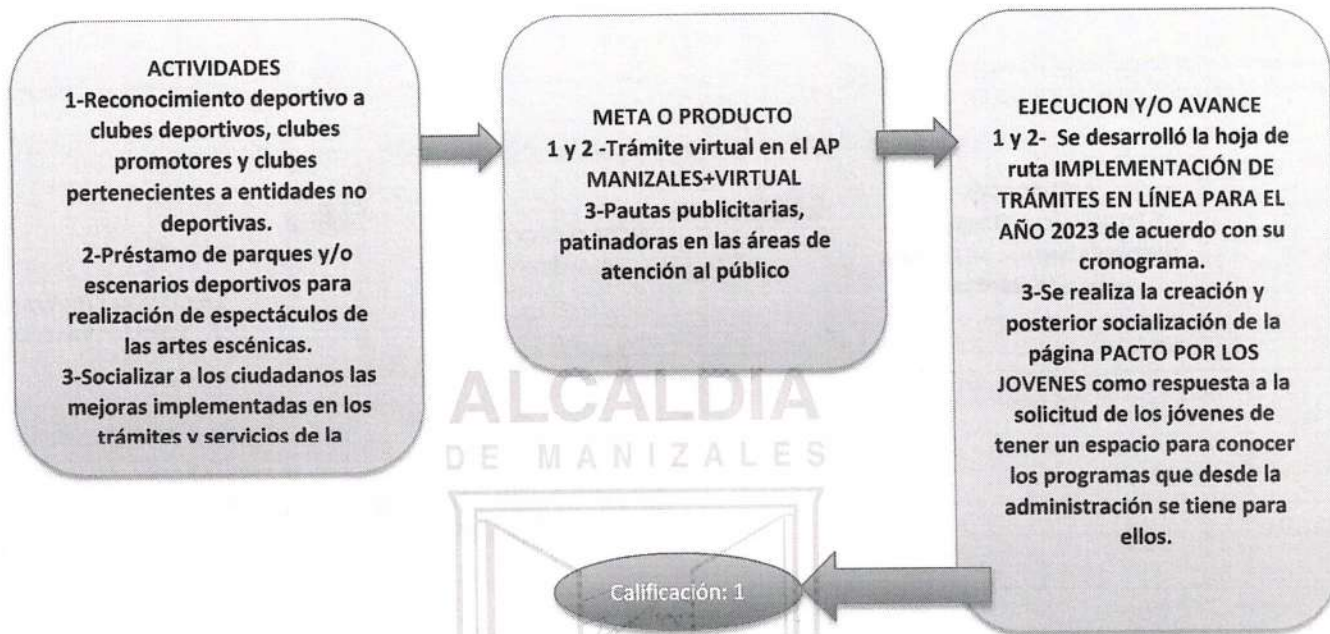 ACTIVIDADES
1-Reconocimiento deportivo a
clubes deportivos, clubes
promotores y clubes
pertenecientes a entidades no
deportivas.
2-Préstamo de parques y/o
escenarios deportivos para
realización de espectáculos de
las artes escénicas.
3-Socializar a los ciudadanos las
mejoras implementadas en los
trámites y servicios de la
META O PRODUCTO
1 y 2 -Trámite virtual en el AP
MANIZALES+VIRTUAL
3-Pautas publicitarias,
patinadoras en las áreas de
atención al público
EJECUCION Y/O AVANCE
1 y 2- Se desarrolló la hoja de
ruta IMPLEMENTACIÓN DE
TRÁMITES EN LÍNEA PARA EL
AÑO 2023 de acuerdo con su
cronograma.
3-Se realiza la creación y
posterior socialización de la
página PACTO POR LOS
JOVENES como respuesta a la
solicitud de los jóvenes de
tener un espacio para conocer
los programas que desde la
administración se tiene para
ellos.
ALCALDÍA
DE MANIZALES
Calificación: 1